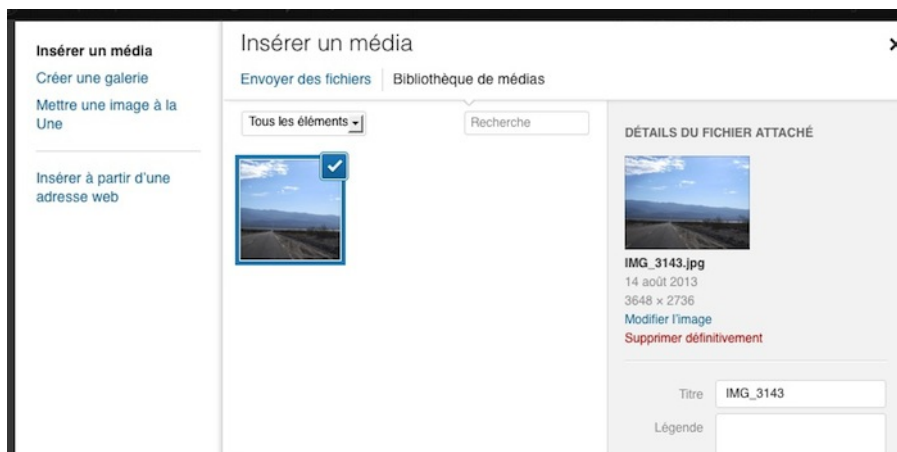 Insérer un média
Créer une galerie
Mettre une image à la
Une
Insérer à partir d'une
adresse web
Insérer un média
Envoyer des fichiers
Bibliothèque de médias
Tous les éléments
Recherche
DÉTAILS DU FICHIER ATTACHÉ
IMG_3143.jpg
14 août 2013
3648 × 2736
Modifier l'image
Supprimer définitivement
Titre IMG_3143
Légende